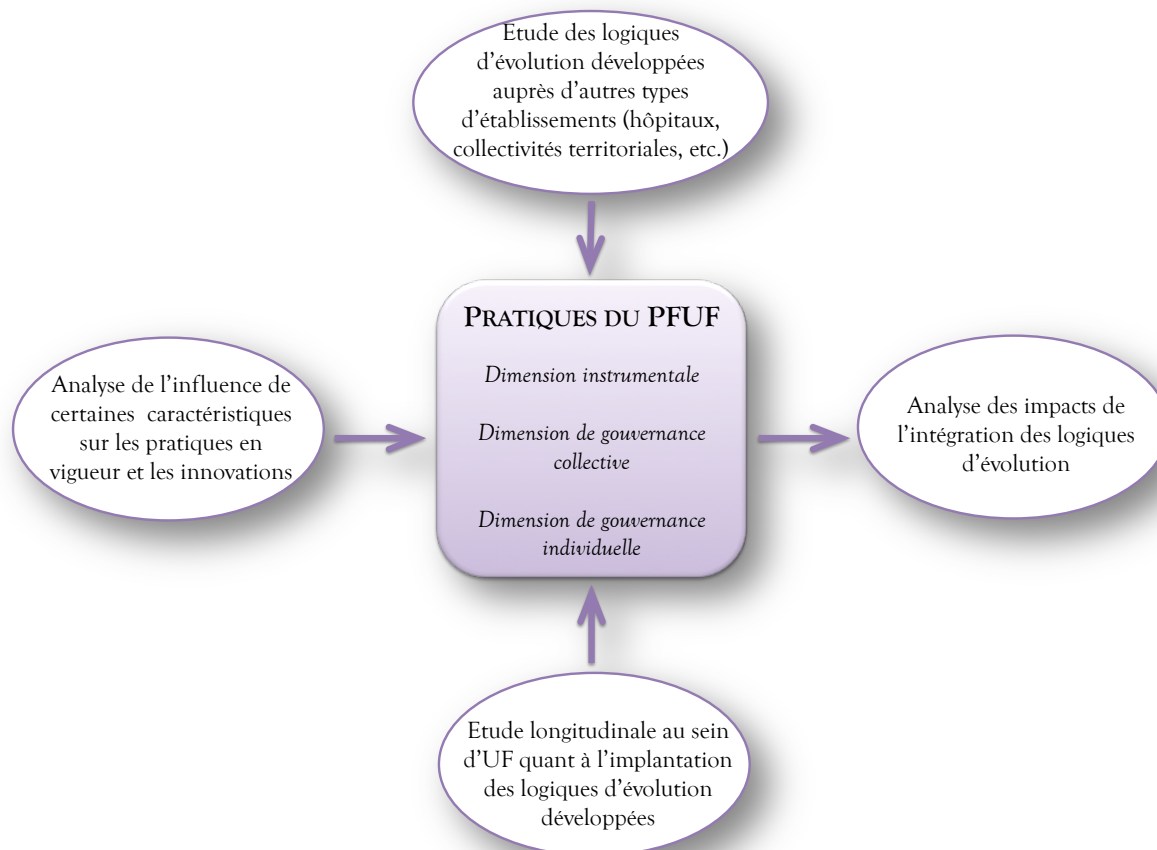 Etude des logiques
d'évolution développées
auprès d'autres types
d'établissements (hôpitaux,
collectivités territoriales, etc.)
PRATIQUES DU PFUF
Dimension instrumentale
Dimension de gouvernance
collective
Dimension de gouvernance
individuelle
Analyse de l'influence de
certaines caractéristiques
sur les pratiques en
vigueur et les innovations
Analyse des impacts de
l'intégration des logiques
d'évolution
Etude longitudinale au sein
d'UF quant à l'implantation
des logiques d'évolution
développées